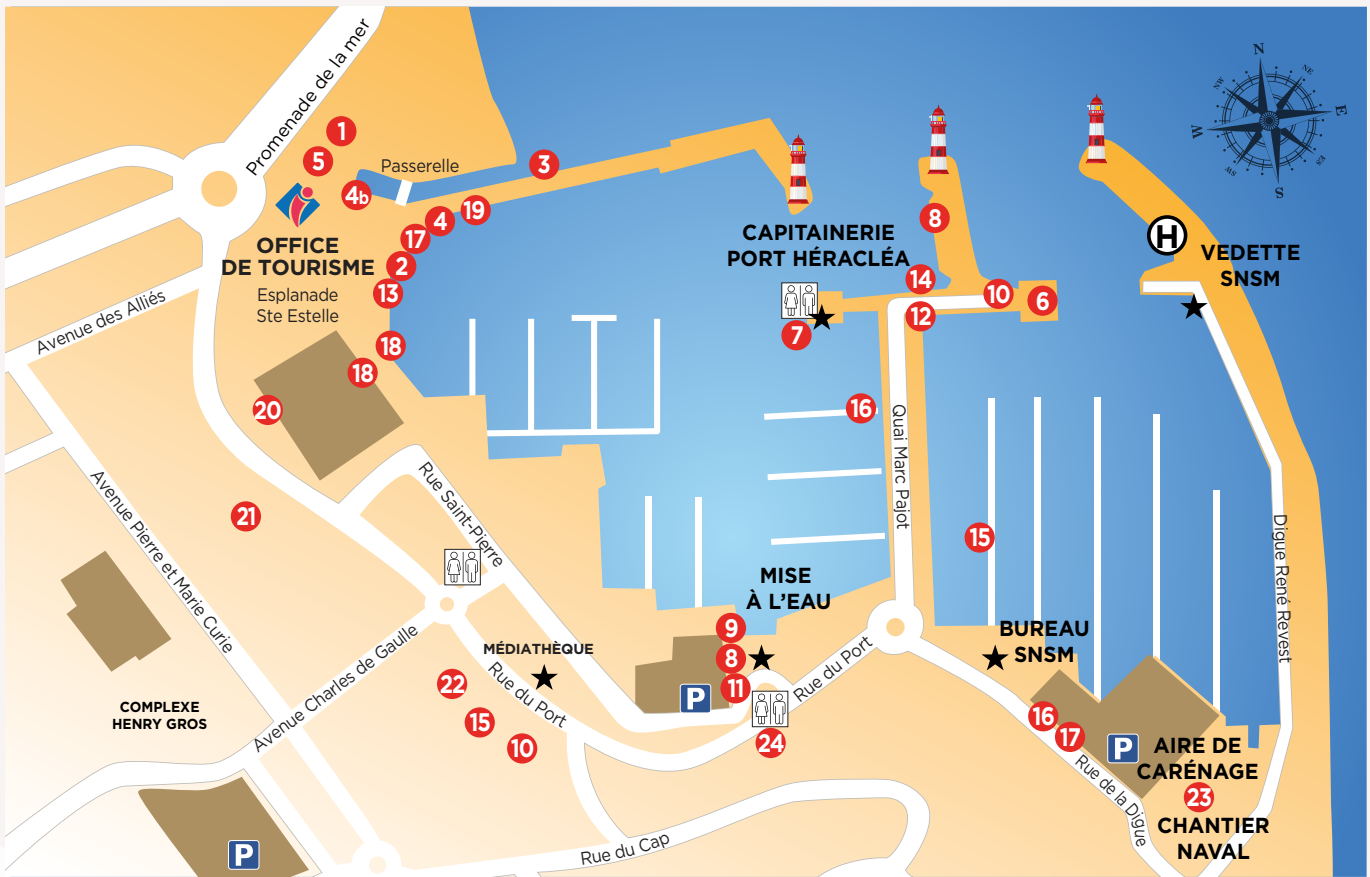 Promenade de la mer
1
5
Passerelle
4b
3
19
4
17
2
13
OFFICE
DE TOURISME
Esplanade
Ste Estelle
Avenue des Alliés
18
18
20
21
Avenue Pierre et Marie Curie
Rue Saint-Pierre
CAPITAINERIE
PORT HÉRACLÉA
8
14
10
6
12
7
16
Quai Marc Pajot
15
N
NE
E
ES
S
SW
W
NW
H
VEDETTE
SNSM
Digue René Revest
MISE
À L'EAU
9
8
11
P
24
Rue du Port
BUREAU
SNSM
16
17
P
AIRE DE
CARÉNAGE
23
CHANTIER
NAVAL
Rue de la Digue
MÉDIATHÈQUE
Rue du Port
22
15
10
Avenue Charles de Gaulle
COMPLEXE
HENRY GROS
P
Rue du Cap